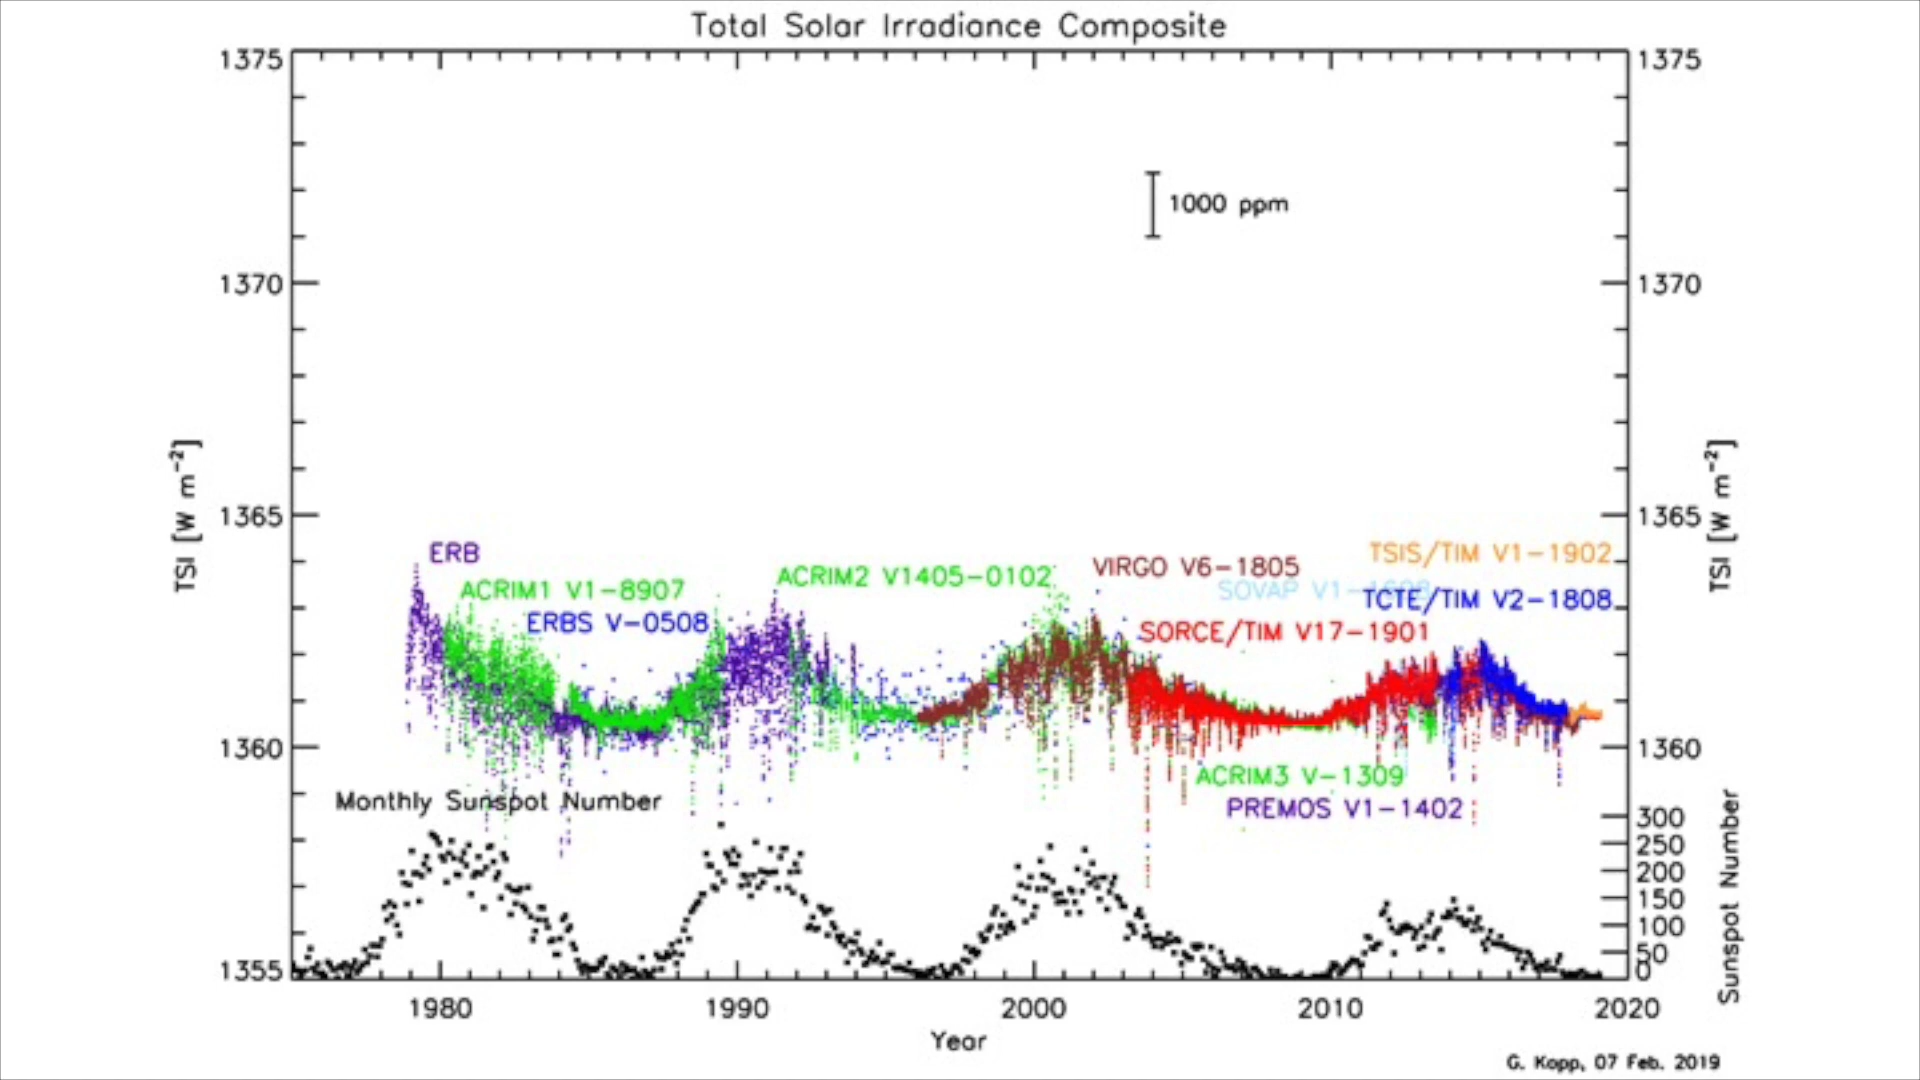 Total Solar Irradiance Composite
1375
1375
1000 ppm
1370
1370
TSI [W m⁻²]
TSI [W m⁻²]
1365
1365
ERB
VIRGO V6-1805
TSIS/TIM V1-1902
ACRIM1 V1-8907
ACRIM2 V1405-0102
SOVAP V1-1608
TCTE/TIM V2-1808
ERBS V-0508
SORCE/TIM V17-1901
1360
1360
ACRIM3 V-1309
Monthly Sunspot Number
PREMOS V1-1402
300
250
200
150
100
50
0
Sunspot Number
1355
1980
1990
2000
2010
2020
Year
G. Kopp, 07 Feb. 2019